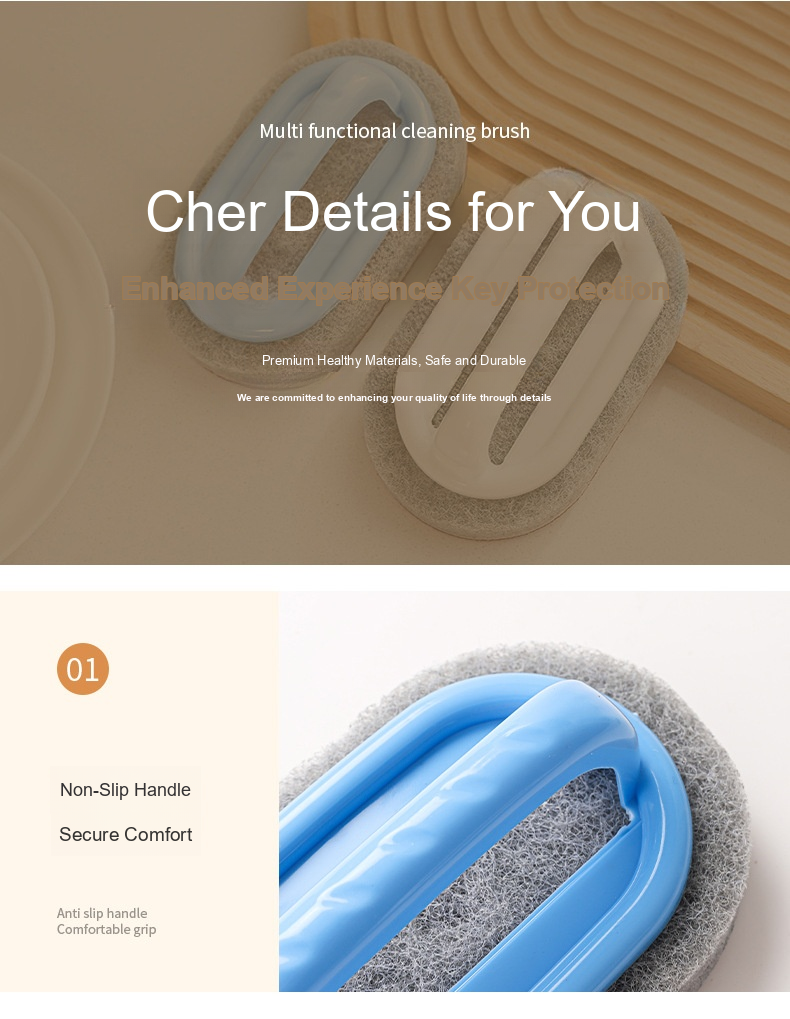 Multi functional cleaning brush
Cher Details for You
Enhanced Experience Key Protection
Premium Healthy Materials, Safe and Durable
We are committed to enhancing your quality of life through details
01
Non-Slip Handle
Secure Comfort
Anti slip handle
Comfortable grip